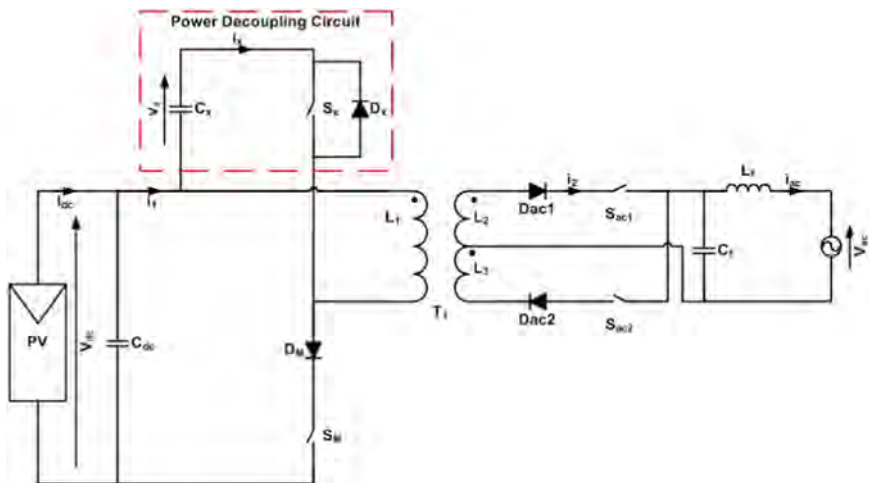 Power Decoupling Circuit
ix
Vx
Cx
Sx
Dx
idc
i1
L1
L2
L3
T1
Dac1
i2
Sac1
Lf
iac
Cf
Vac
Dac2
Sac2
PV
Vdc
Cdc
DM
SM